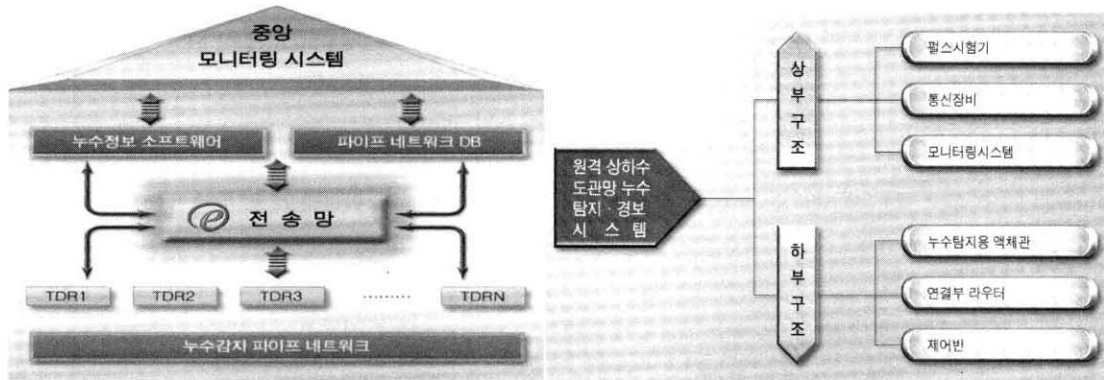 중앙
모니터링 시스템
누수정보 소프트웨어
파이프 네트워크 DB
전 송 망
TDR1
TDR2
TDR3
.........
TDRN
누수감지 파이프 네트워크
원격 상하수
도관망 누수
탐지 · 경보
시 스 템
상
부
구
조
펄스시험기
통신장비
모니터링시스템
하
부
구
조
누수탐지용 액체관
연결부 라우터
제어반